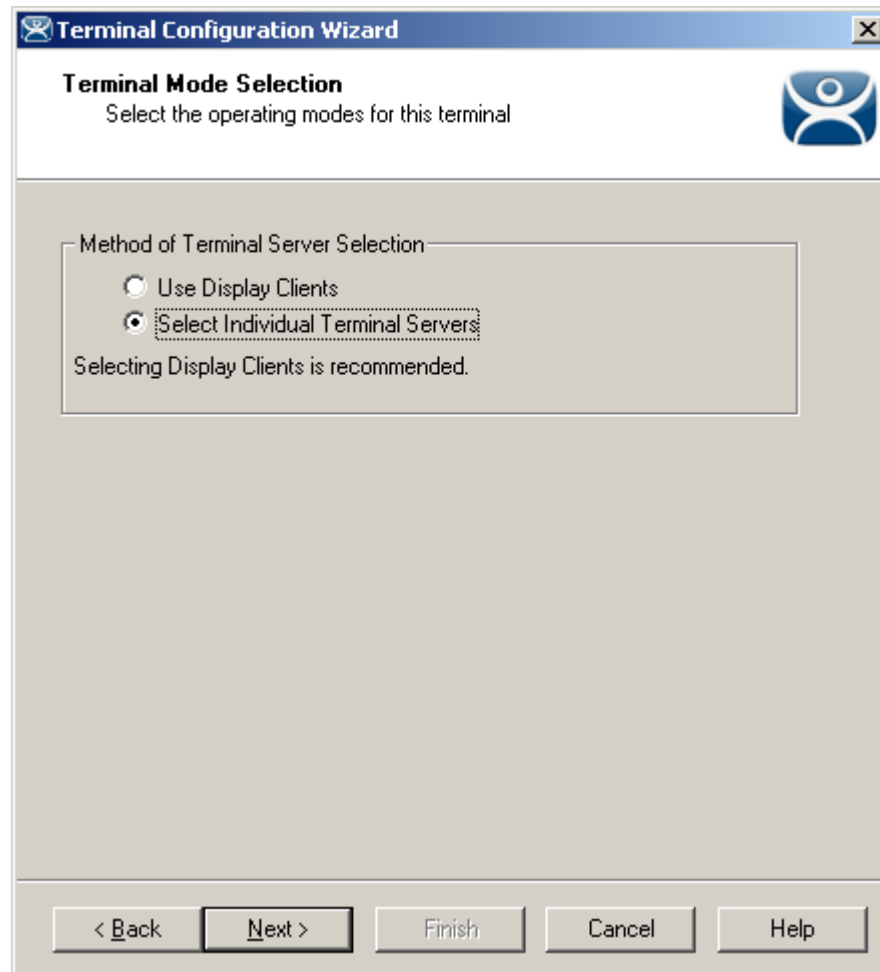 Terminal Configuration Wizard
Terminal Mode Selection
Select the operating modes for this terminal
Method of Terminal Server Selection
Use Display Clients
Select Individual Terminal Servers
Selecting Display Clients is recommended.
< Back
Next >
Finish
Cancel
Help